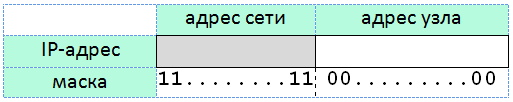 адрес сети адрес узла
IP-адрес
маска 11........11 00.........00